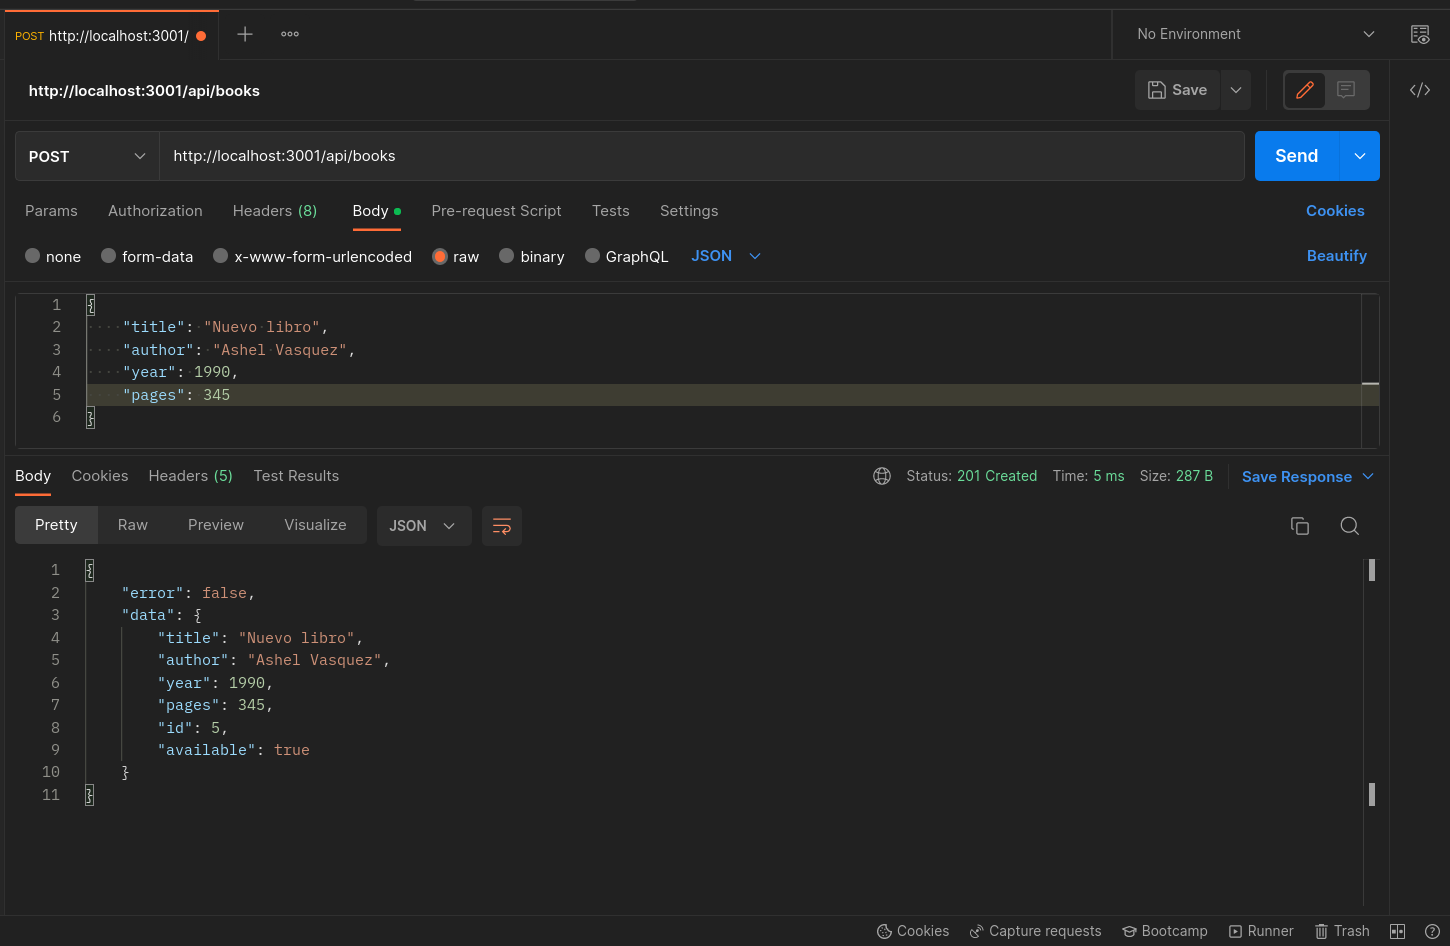 POST http://localhost:3001/
No Environment
http://localhost:3001/api/books
Save
POST http://localhost:3001/api/books Send
Params Authorization Headers (8) Body Pre-request Script Tests Settings Cookies
none form-data x-www-form-urlencoded raw binary GraphQL JSON Beautify
1 {
2 "title": "Nuevo libro",
3 "author": "Ashel Vasquez",
4 "year": 1990,
5 "pages": 345
6 }
Body Cookies Headers (5) Test Results Status: 201 Created Time: 5 ms Size: 287 B Save Response
Pretty Raw Preview Visualize JSON
1 {
2 "error": false,
3 "data": {
4 "title": "Nuevo libro",
5 "author": "Ashel Vasquez",
6 "year": 1990,
7 "pages": 345,
8 "id": 5,
9 "available": true
10 }
11 }
Cookies Capture requests Bootcamp Runner Trash